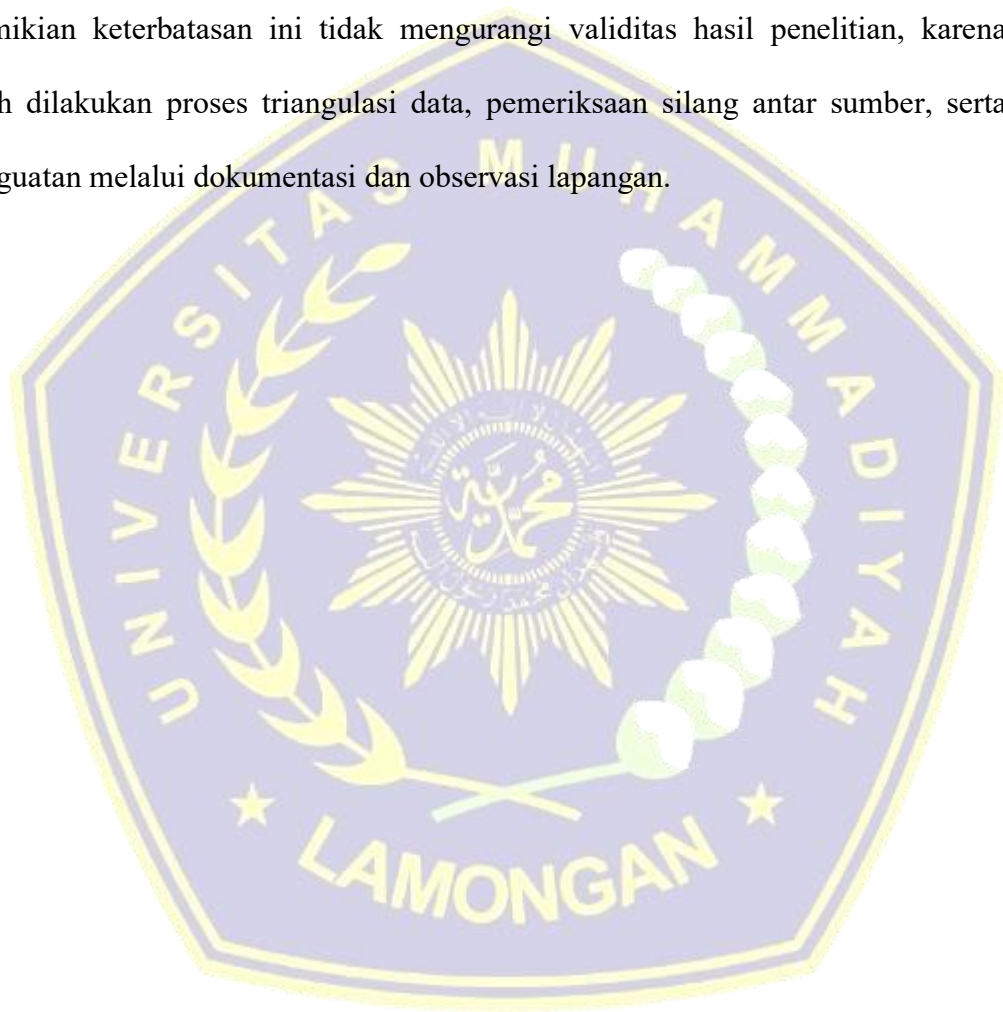 mikian keterbatasan ini tidak mengurangi validitas hasil penelitian, karena
h dilakukan proses triangulasi data, pemeriksaan silang antar sumber, serta
guatan melalui dokumentasi dan observasi lapangan.
UNIVERSITAS MUHAMMADIYAH
محمدية
LAMONGAN